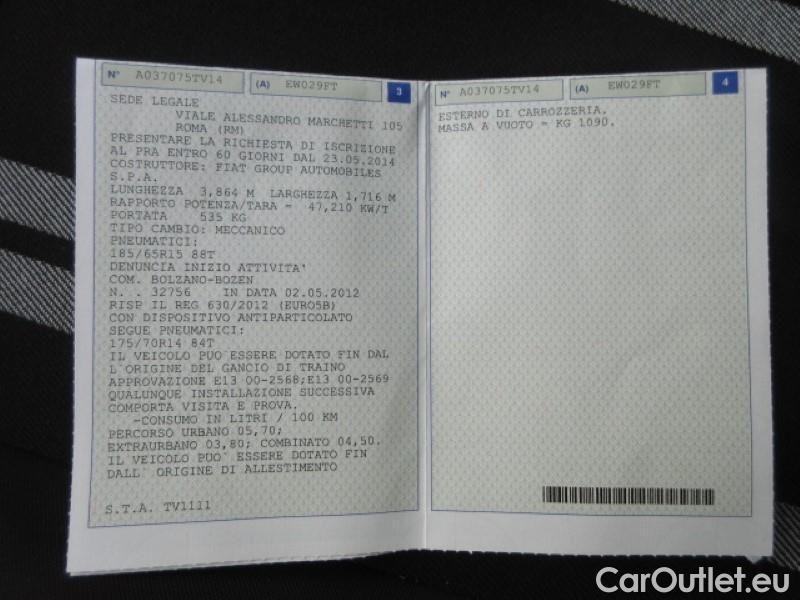 N° A037075TV14 (A) EW029FT 3
SEDE LEGALE
VIALE ALESSANDRO MARCHETTI 105
ROMA (RM)
PRESENTARE LA RICHIESTA DI ISCRIZIONE
AL PRA ENTRO 60 GIORNI DAL 23.05.2014
COSTRUTTORE: FIAT GROUP AUTOMOBILES
S.P.A.
LUNGHEZZA 3,864 M LARGHEZZA 1,716 M
RAPPORTO POTENZA/TARA = 47,210 KW/T
PORTATA 535 KG
TIPO CAMBIO: MECCANICO
PNEUMATICI:
185/65R15 88T
DENUNCIA INIZIO ATTIVITA'
COM. BOLZANO-BOZEN
N. . 32756 IN DATA 02.05.2012
RISP IL REG 630/2012 (EURO5B)
CON DISPOSITIVO ANTIPARTICOLATO
SEGUE PNEUMATICI:
175/70R14 84T
IL VEICOLO PUO`ESSERE DOTATO FIN DAL
L`ORIGINE DEL GANCIO DI TRAINO
APPROVAZIONE E13 00-2568;E13 00-2569
QUALUNQUE INSTALLAZIONE SUCCESSIVA
COMPORTA VISITA E PROVA.
-CONSUMO IN LITRI / 100 KM
PERCORSO URBANO 05,70;
EXTRAURBANO 03,80; COMBINATO 04,50.
IL VEICOLO PUO` ESSERE DOTATO FIN
DALL` ORIGINE DI ALLESTIMENTO
S.T.A. TV1111
N° A037075TV14 (A) EW029FT 4
ESTERNO DI CARROZZERIA.
MASSA A VUOTO = KG 1090.
CarOutlet.eu